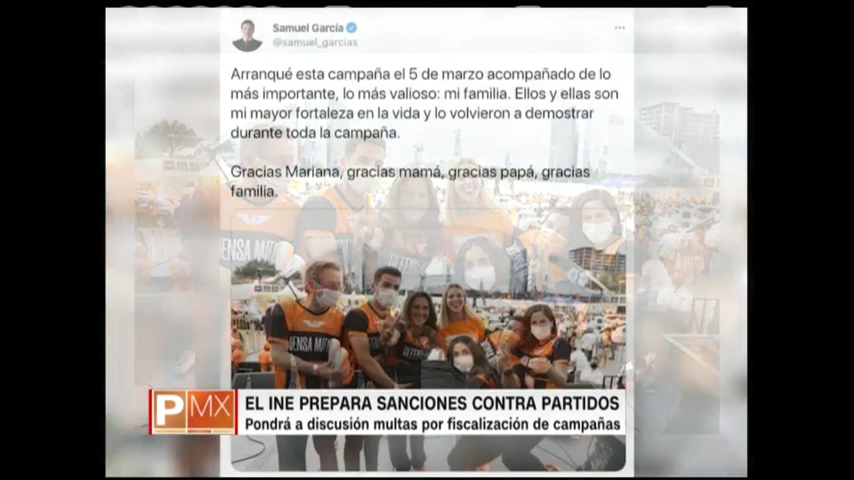 Samuel García
@samuel_garcias
Arranqué esta campaña el 5 de marzo acompañado de lo
más importante, lo más valioso: mi familia. Ellos y ellas son
mi mayor fortaleza en la vida y lo volvieron a demostrar
durante toda la campaña.
Gracias Mariana, gracias mamá, gracias papá, gracias
familia.
PMX
EL INE PREPARA SANCIONES CONTRA PARTIDOS
Pondrá a discusión multas por fiscalización de campañas